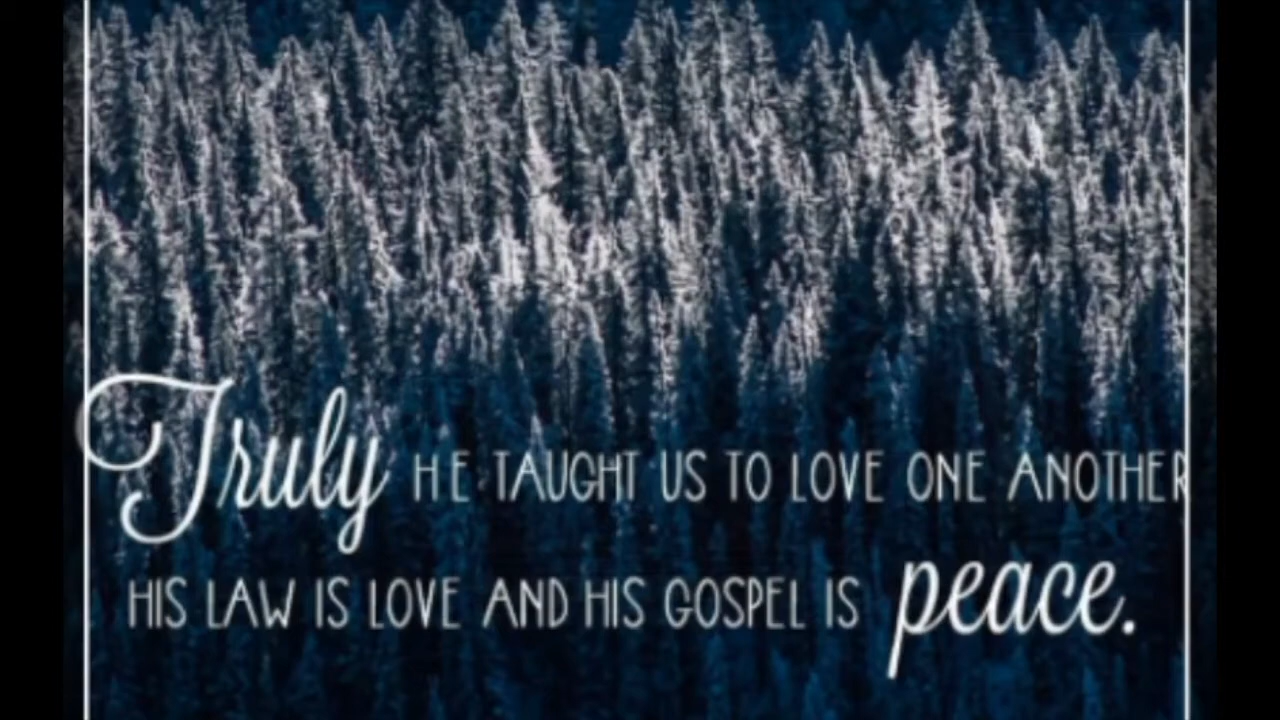 Truly HE TAUGHT US TO LOVE ONE ANOTHER
HIS LAW IS LOVE AND HIS GOSPEL IS peace.